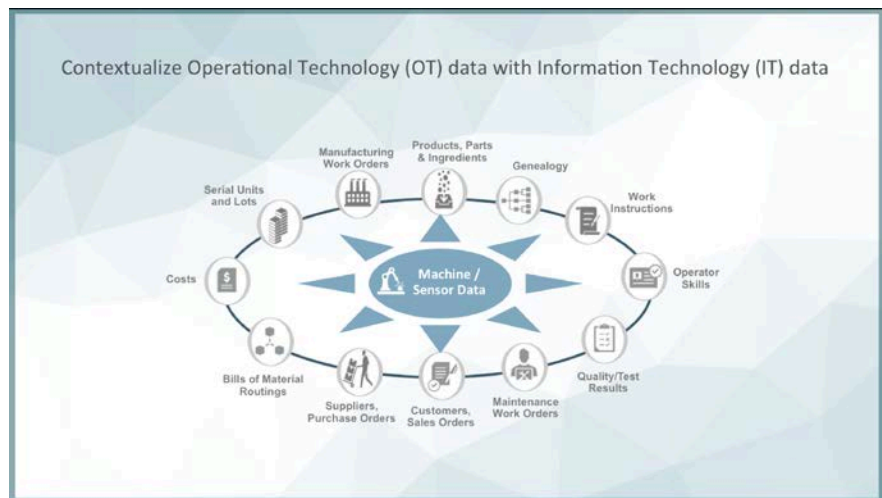 Contextualize Operational Technology (OT) data with Information Technology (IT) data
Products, Parts
& Ingredients
Manufacturing
Work Orders
Genealogy
Serial Units
and Lots
Work
Instructions
Costs
Machine /
Sensor Data
Operator
Skills
Bills of Material
Routings
Quality/Test
Results
Suppliers,
Purchase Orders
Customers,
Sales Orders
Maintenance
Work Orders